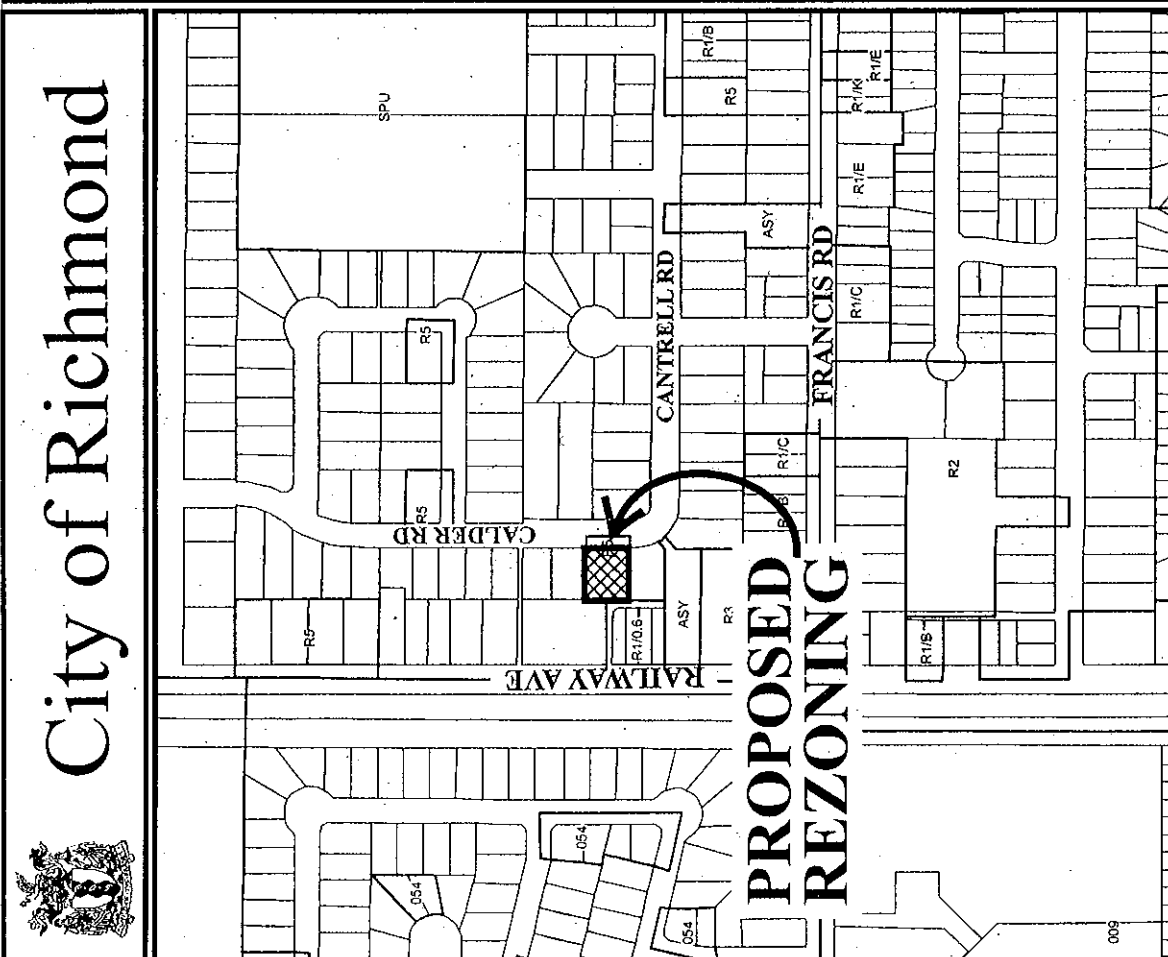 City of Richmond
SPU
R1/B
R5
R1/E
R1/K
R1/E
ASY
R1/C
R5
CANTRELL RD
FRANCIS RD
R5
CALDER RD
R1/C
R2
R5
R1/0.6
ASY
R3
R1/B
RAILWAY AVE
PROPOSED
REZONING
054
054
054
009